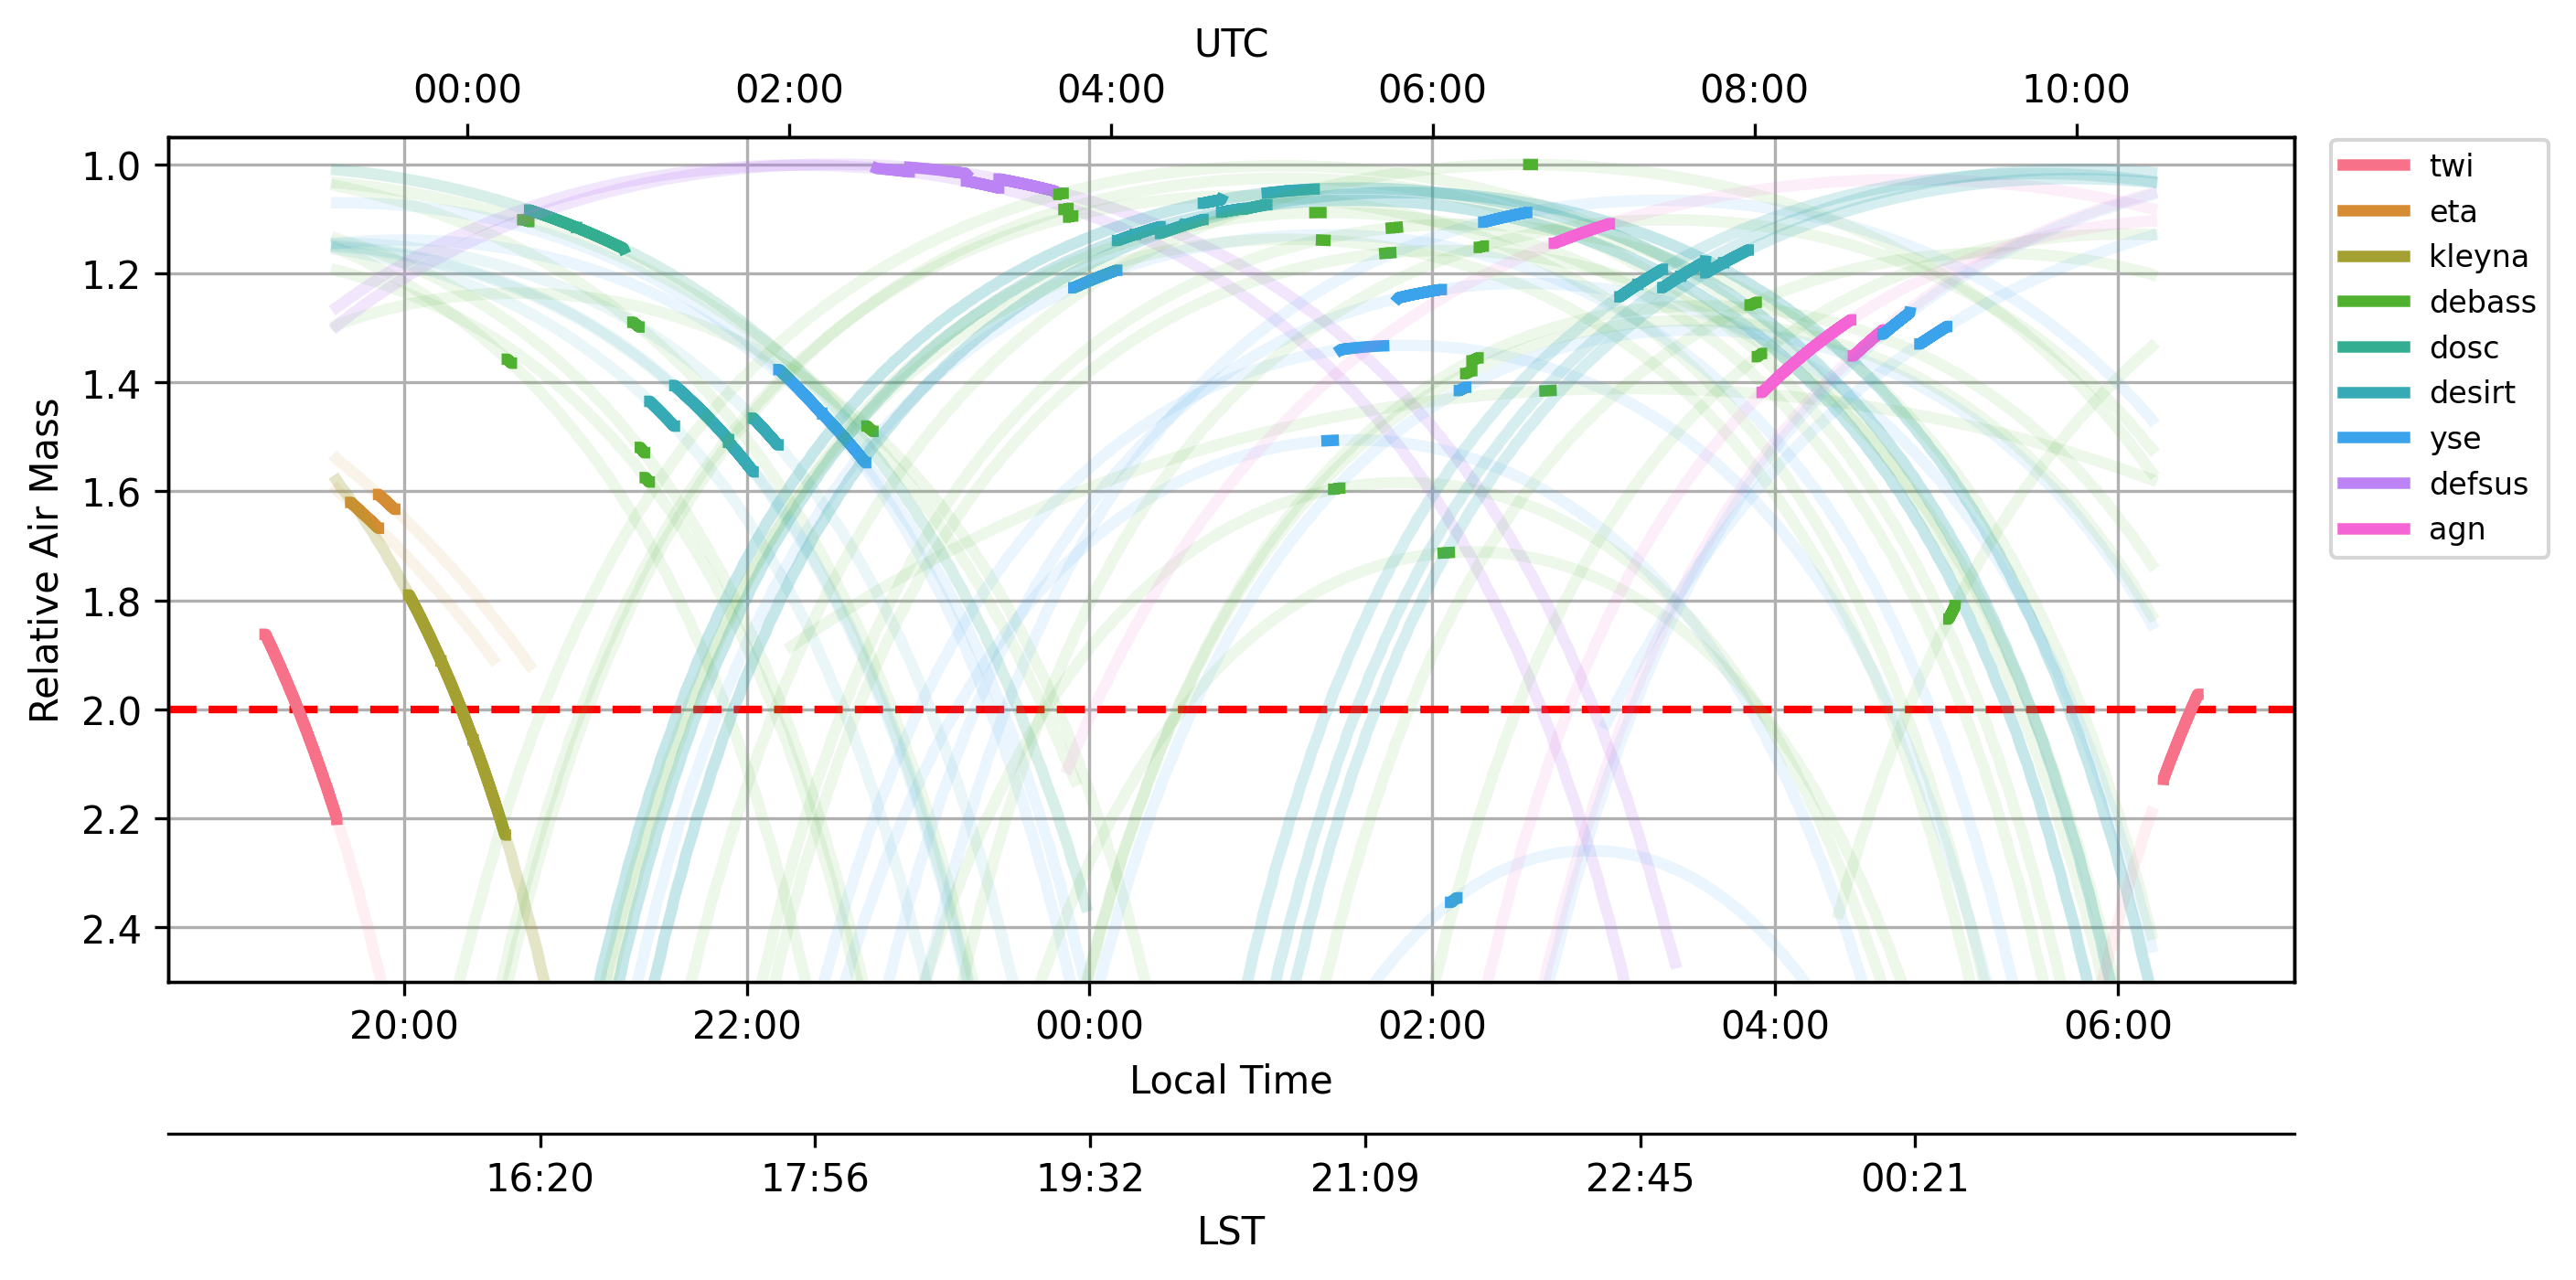 UTC
00:00 02:00 04:00 06:00 08:00 10:00
Relative Air Mass
1.0
1.2
1.4
1.6
1.8
2.0
2.2
2.4
twi
eta
kleyna
debass
dosc
desirt
yse
defsus
agn
20:00 22:00 00:00 02:00 04:00 06:00
Local Time
16:20 17:56 19:32 21:09 22:45 00:21
LST